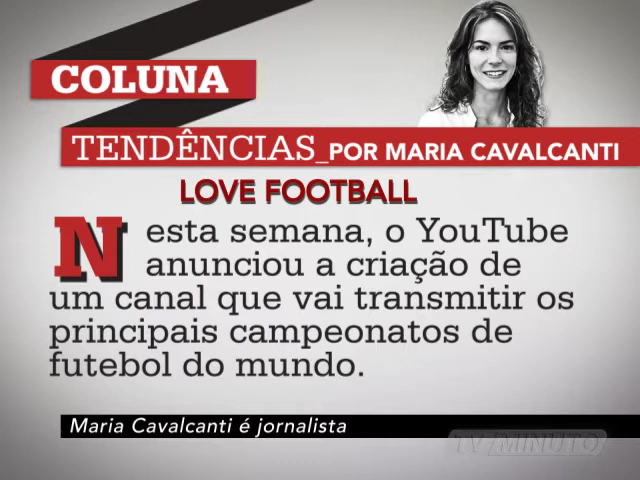 COLUNA
TENDÊNCIAS_POR MARIA CAVALCANTI
LOVE FOOTBALL
Nesta semana, o YouTube
anunciou a criação de
um canal que vai transmitir os
principais campeonatos de
futebol do mundo.
Maria Cavalcanti é jornalista
TV/MINUTO